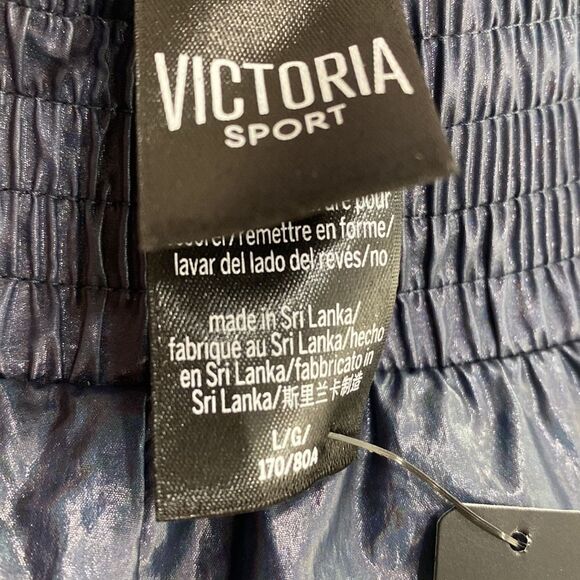 VICTORIA
SPORT
pour
/remettre en forme/
lavar del lado del revés/no
made in Sri Lanka/
fabriqué au Sri Lanka/hecho
en Sri Lanka/fabbricato in
Sri Lanka/斯里兰卡制造
L/G/
170/80A